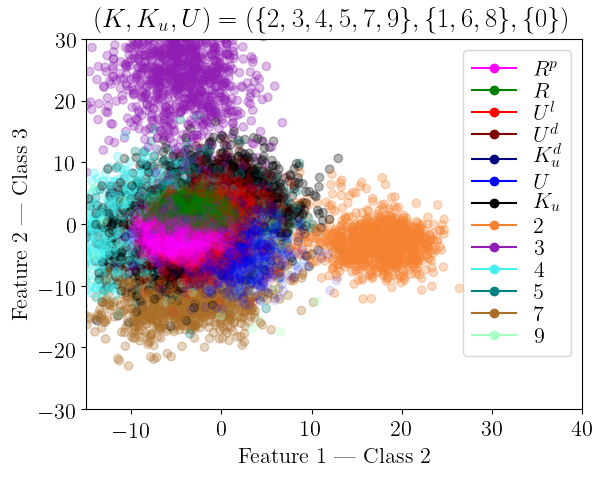 (K, K_u, U) = ({2, 3, 4, 5, 7, 9}, {1, 6, 8}, {0})
30
20
10
0
−10
−20
−30
Feature 2 — Class 3
−10
0
10
20
30
40
Feature 1 — Class 2
R^p
R
U^l
U^d
K_u^d
U
K_u
2
3
4
5
7
9